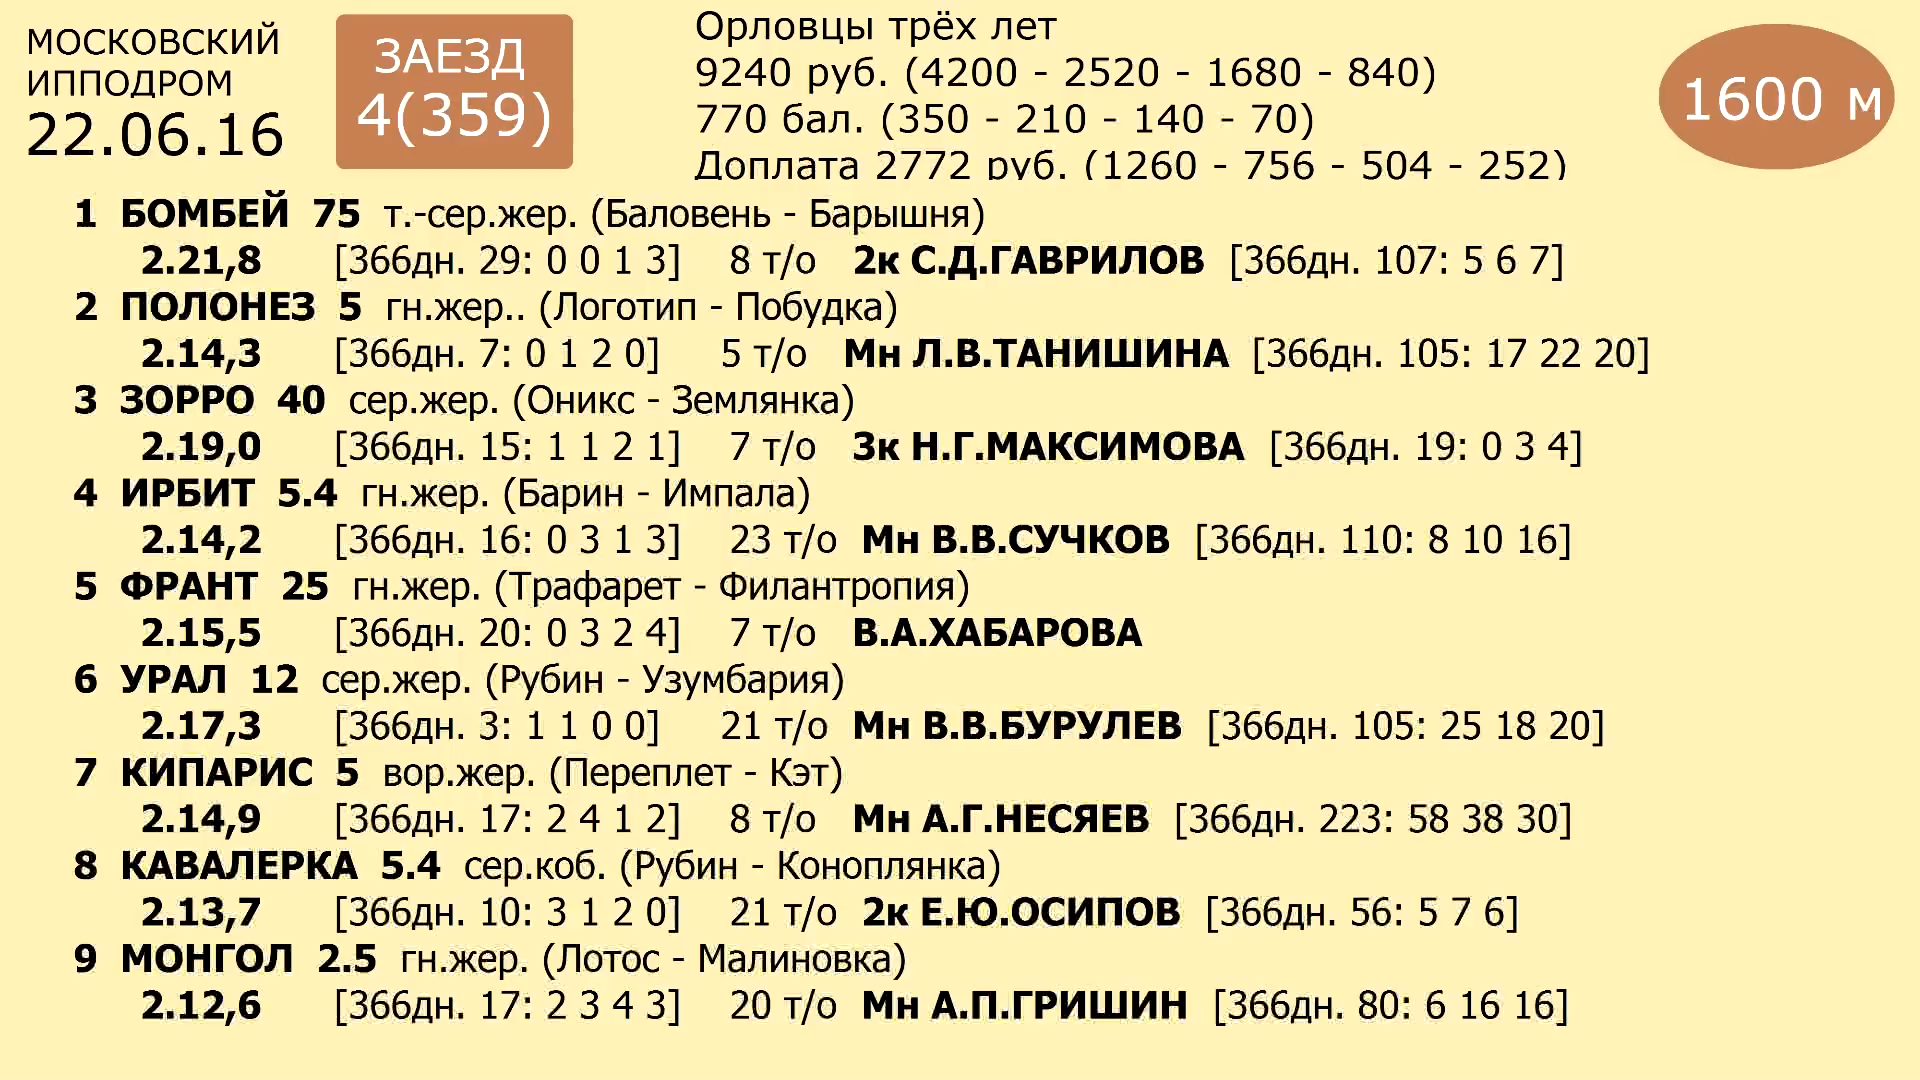 МОСКОВСКИЙ
ИППОДРОМ
22.06.16
ЗАЕЗД
4(359)
Орловцы трёх лет
9240 руб. (4200 - 2520 - 1680 - 840)
770 бал. (350 - 210 - 140 - 70)
Доплата 2772 руб. (1260 - 756 - 504 - 252)
1600 м
1 БОМБЕЙ 75 т.-сер.жер. (Баловень - Барышня)
2.21,8 [366дн. 29: 0 0 1 3] 8 т/о 2к С.Д.ГАВРИЛОВ [366дн. 107: 5 6 7]
2 ПОЛОНЕЗ 5 гн.жер.. (Логотип - Побудка)
2.14,3 [366дн. 7: 0 1 2 0] 5 т/о Мн Л.В.ТАНИШИНА [366дн. 105: 17 22 20]
3 ЗОРРО 40 сер.жер. (Оникс - Землянка)
2.19,0 [366дн. 15: 1 1 2 1] 7 т/о 3к Н.Г.МАКСИМОВА [366дн. 19: 0 3 4]
4 ИРБИТ 5.4 гн.жер. (Барин - Импала)
2.14,2 [366дн. 16: 0 3 1 3] 23 т/о Мн В.В.СУЧКОВ [366дн. 110: 8 10 16]
5 ФРАНТ 25 гн.жер. (Трафарет - Филантропия)
2.15,5 [366дн. 20: 0 3 2 4] 7 т/о В.А.ХАБАРОВА
6 УРАЛ 12 сер.жер. (Рубин - Узумбария)
2.17,3 [366дн. 3: 1 1 0 0] 21 т/о Мн В.В.БУРУЛЕВ [366дн. 105: 25 18 20]
7 КИПАРИС 5 вор.жер. (Переплет - Кэт)
2.14,9 [366дн. 17: 2 4 1 2] 8 т/о Мн А.Г.НЕСЯЕВ [366дн. 223: 58 38 30]
8 КАВАЛЕРКА 5.4 сер.коб. (Рубин - Коноплянка)
2.13,7 [366дн. 10: 3 1 2 0] 21 т/о 2к Е.Ю.ОСИПОВ [366дн. 56: 5 7 6]
9 МОНГОЛ 2.5 гн.жер. (Лотос - Малиновка)
2.12,6 [366дн. 17: 2 3 4 3] 20 т/о Мн А.П.ГРИШИН [366дн. 80: 6 16 16]